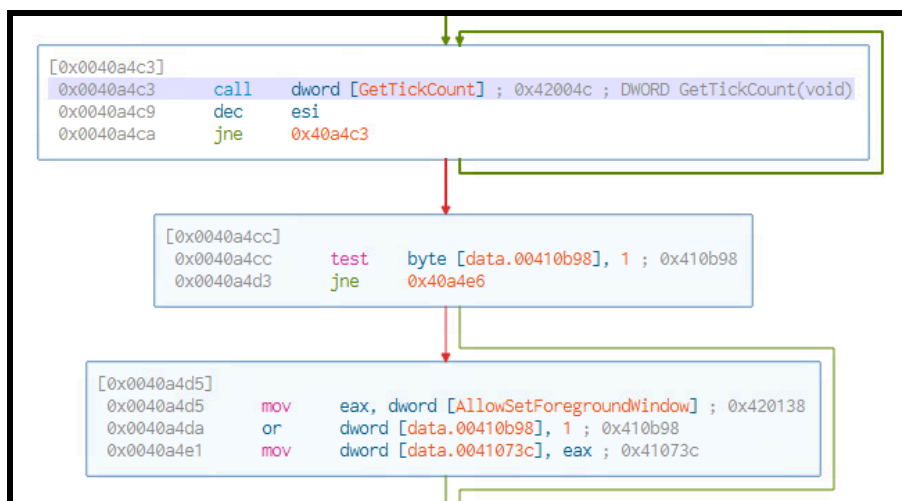 [0x0040a4c3]
0x0040a4c3 call dword [GetTickCount] ; 0x42004c ; DWORD GetTickCount(void)
0x0040a4c9 dec esi
0x0040a4ca jne 0x40a4c3
[0x0040a4cc]
0x0040a4cc test byte [data.00410b98], 1 ; 0x410b98
0x0040a4d3 jne 0x40a4e6
[0x0040a4d5]
0x0040a4d5 mov eax, dword [AllowSetForegroundWindow] ; 0x420138
0x0040a4da or dword [data.00410b98], 1 ; 0x410b98
0x0040a4e1 mov dword [data.0041073c], eax ; 0x41073c